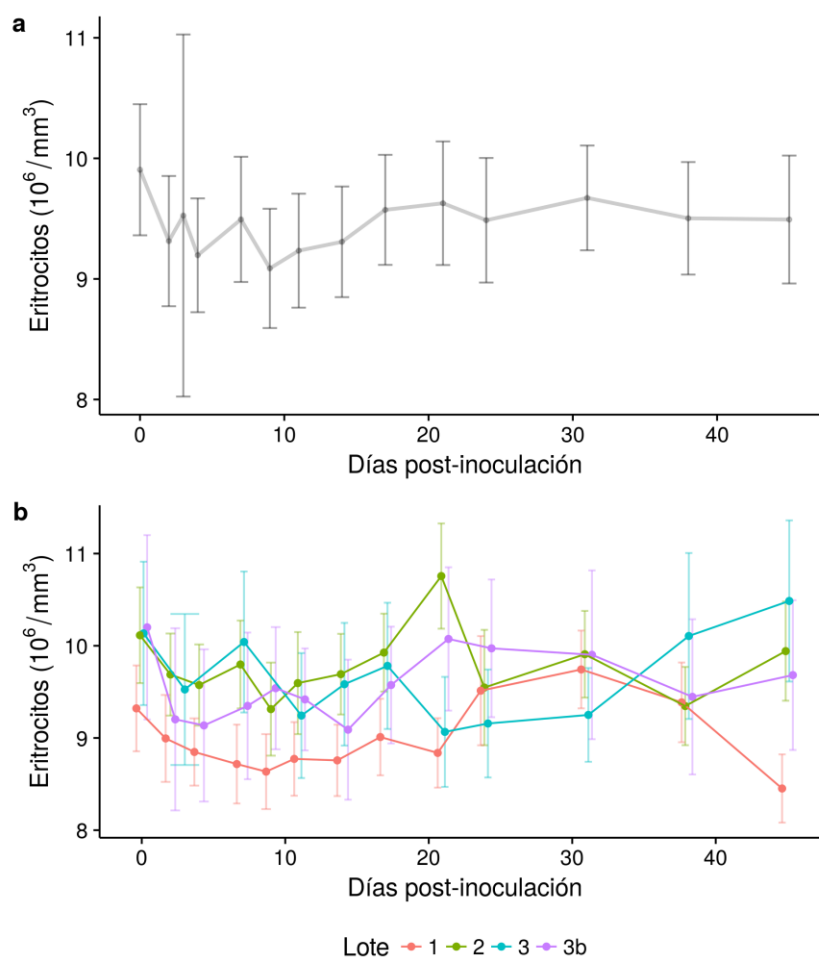 a
11
10
9
8
Eritrocitos (10⁶/mm³)
0 10 20 30 40
Días post-inoculación
b
11
10
9
8
Eritrocitos (10⁶/mm³)
0 10 20 30 40
Días post-inoculación
Lote 1 2 3 3b